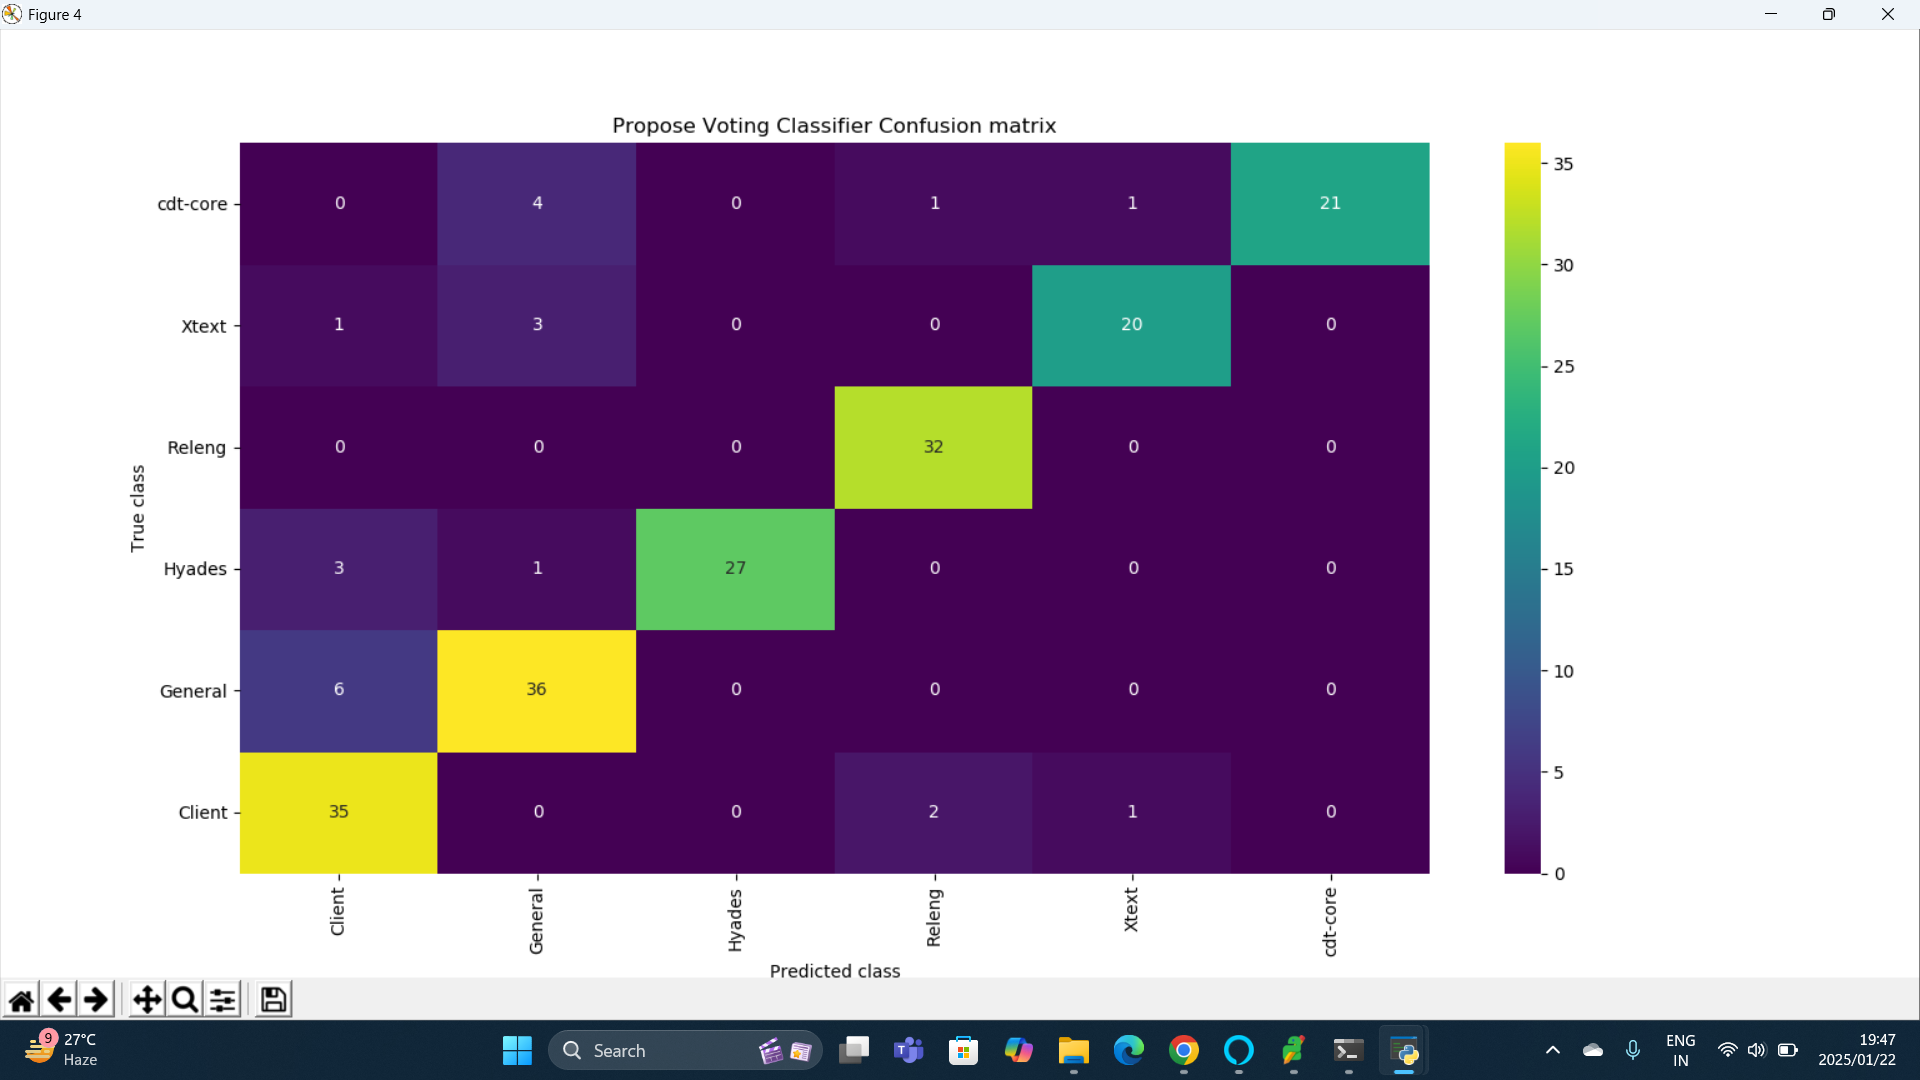 Figure 4
Propose Voting Classifier Confusion matrix
cdt-core 0 4 0 1 1 21
Xtext 1 3 0 0 20 0
Releng 0 0 0 32 0 0
Hyades 3 1 27 0 0 0
General 6 36 0 0 0 0
Client 35 0 0 2 1 0
True class
Client General Hyades Releng Xtext cdt-core
Predicted class
35
30
25
20
15
10
5
0
9
27°C
Haze
Search
ENG
IN
19:47
2025/01/22